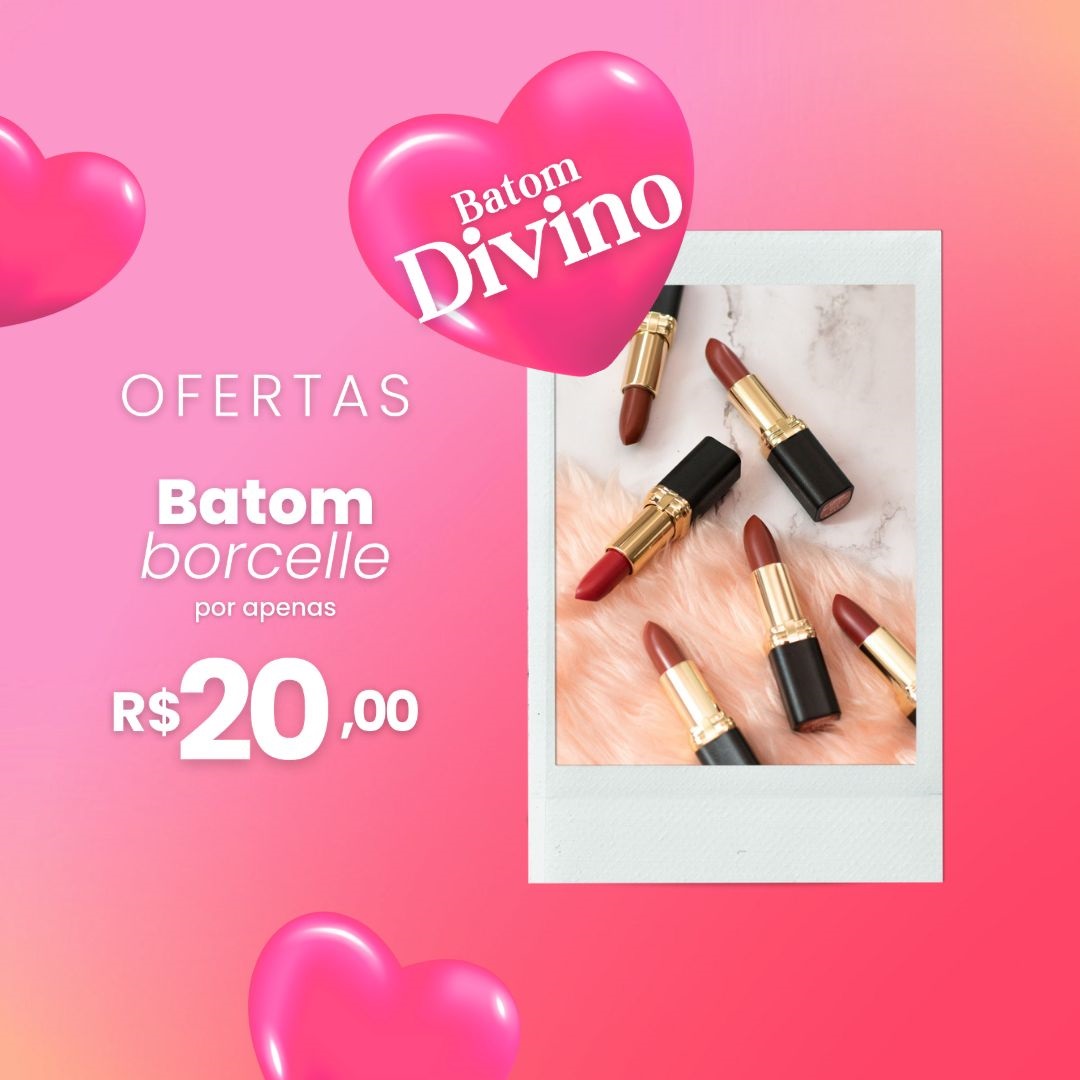 Batom
Divino
OFERTAS
Batom
borcelle
por apenas
R$20,00